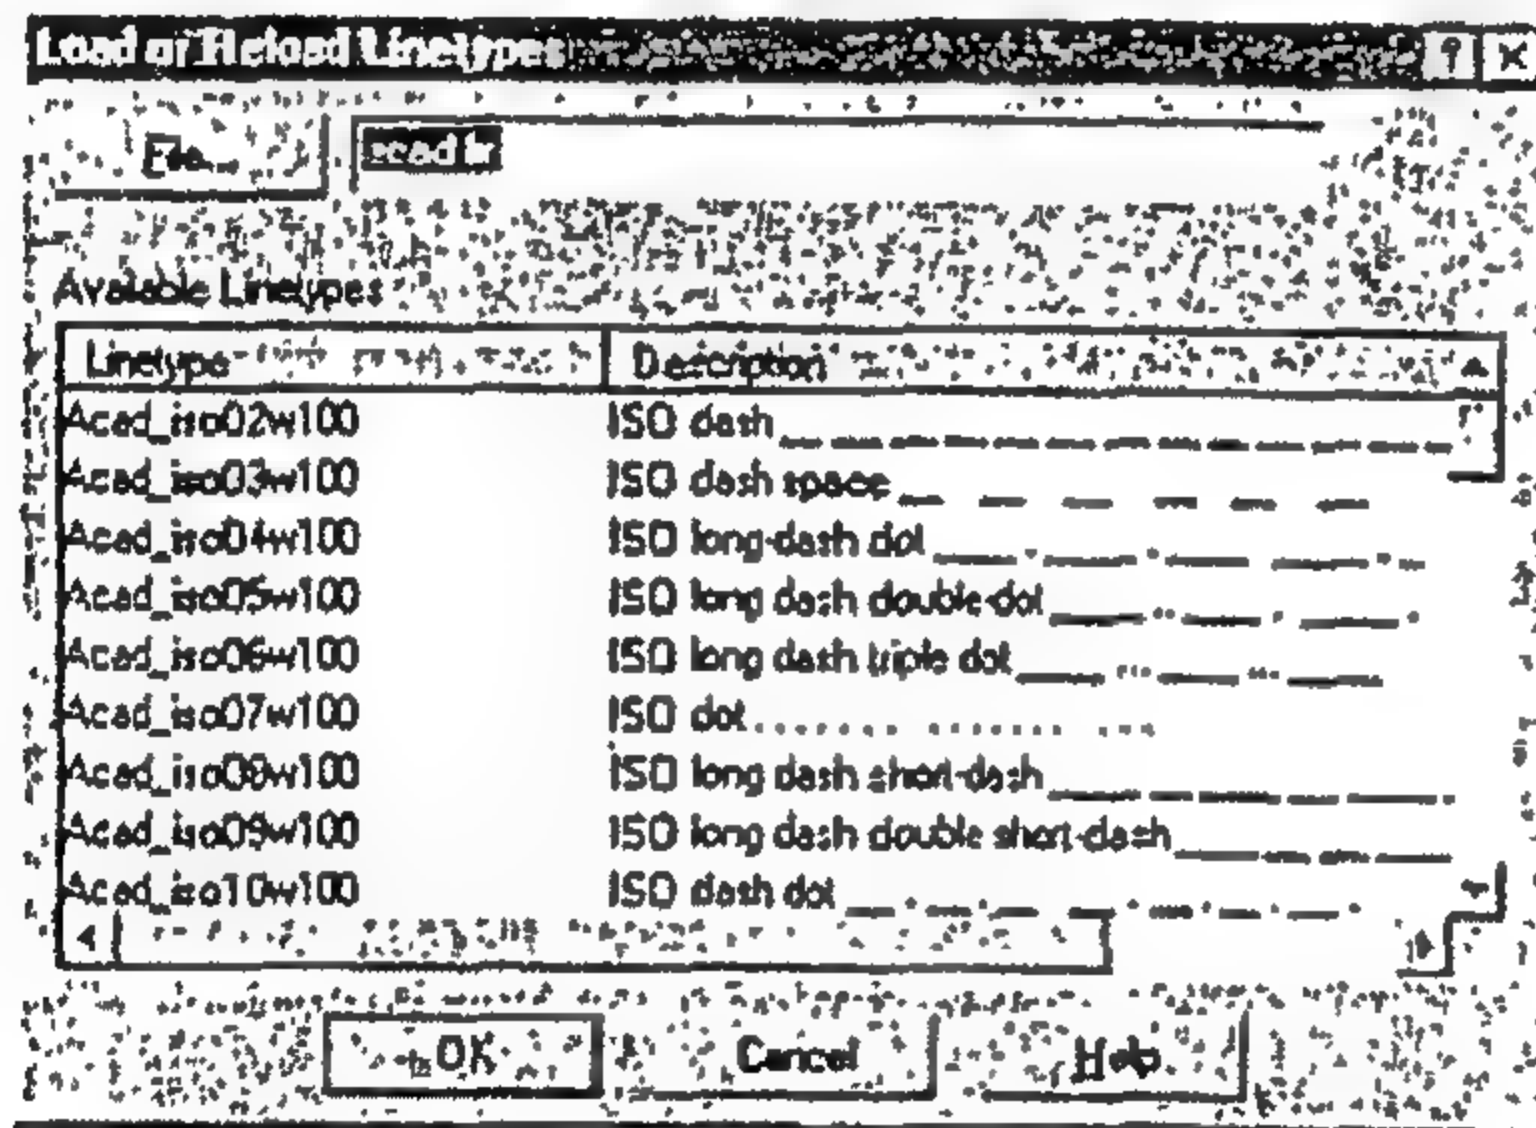 Load or Reload Linetypes ? ×
File... acad.lin
Available Linetypes
Linetype Description
Acad_iso02w100 ISO dash
Acad_iso03w100 ISO dash space
Acad_iso04w100 ISO long-dash dot
Acad_iso05w100 ISO long dash double-dot
Acad_iso06w100 ISO long dash triple dot
Acad_iso07w100 ISO dot
Acad_iso08w100 ISO long dash short-dash
Acad_iso09w100 ISO long dash double short-dash
Acad_iso10w100 ISO dash dot
OK Cancel Help